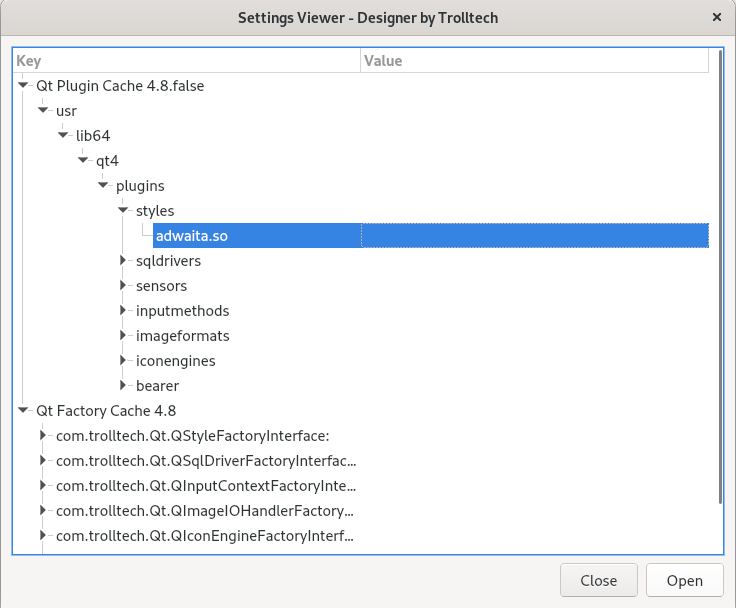 Settings Viewer - Designer by Trolltech
Key Value
Qt Plugin Cache 4.8.false
usr
lib64
qt4
plugins
styles
adwaita.so
sqldrivers
sensors
inputmethods
imageformats
iconengines
bearer
Qt Factory Cache 4.8
com.trolltech.Qt.QStyleFactoryInterface:
com.trolltech.Qt.QSqlDriverFactoryInterfac...
com.trolltech.Qt.QInputContextFactoryInte...
com.trolltech.Qt.QImageIOHandlerFactory...
com.trolltech.Qt.QIconEngineFactoryInterf...
Close Open